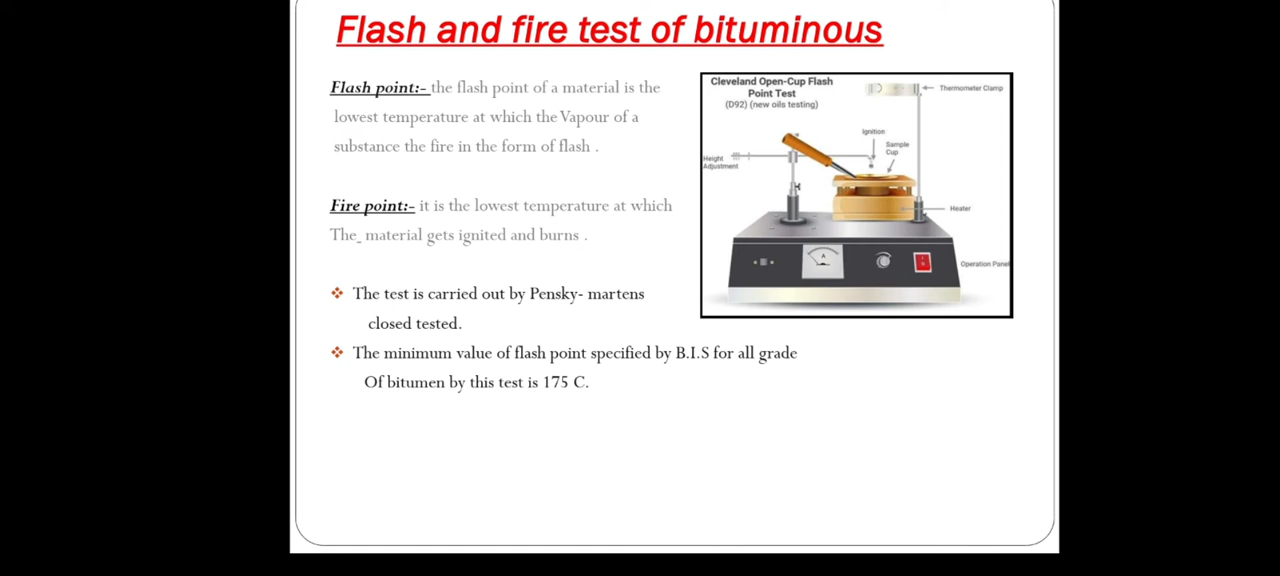 Flash and fire test of bituminous
Flash point:- the flash point of a material is the
lowest temperature at which the Vapour of a
substance the fire in the form of flash .
Fire point:- it is the lowest temperature at which
The_ material gets ignited and burns .
❖ The test is carried out by Pensky- martens
closed tested.
❖ The minimum value of flash point specified by B.I.S for all grade
Of bitumen by this test is 175 C.
Cleveland Open-Cup Flash
Point Test
(D92) (new oils testing)
Thermometer Clamp
Ignition
Sample
Cup
Height
Adjustment
Heater
A
Operation Panel